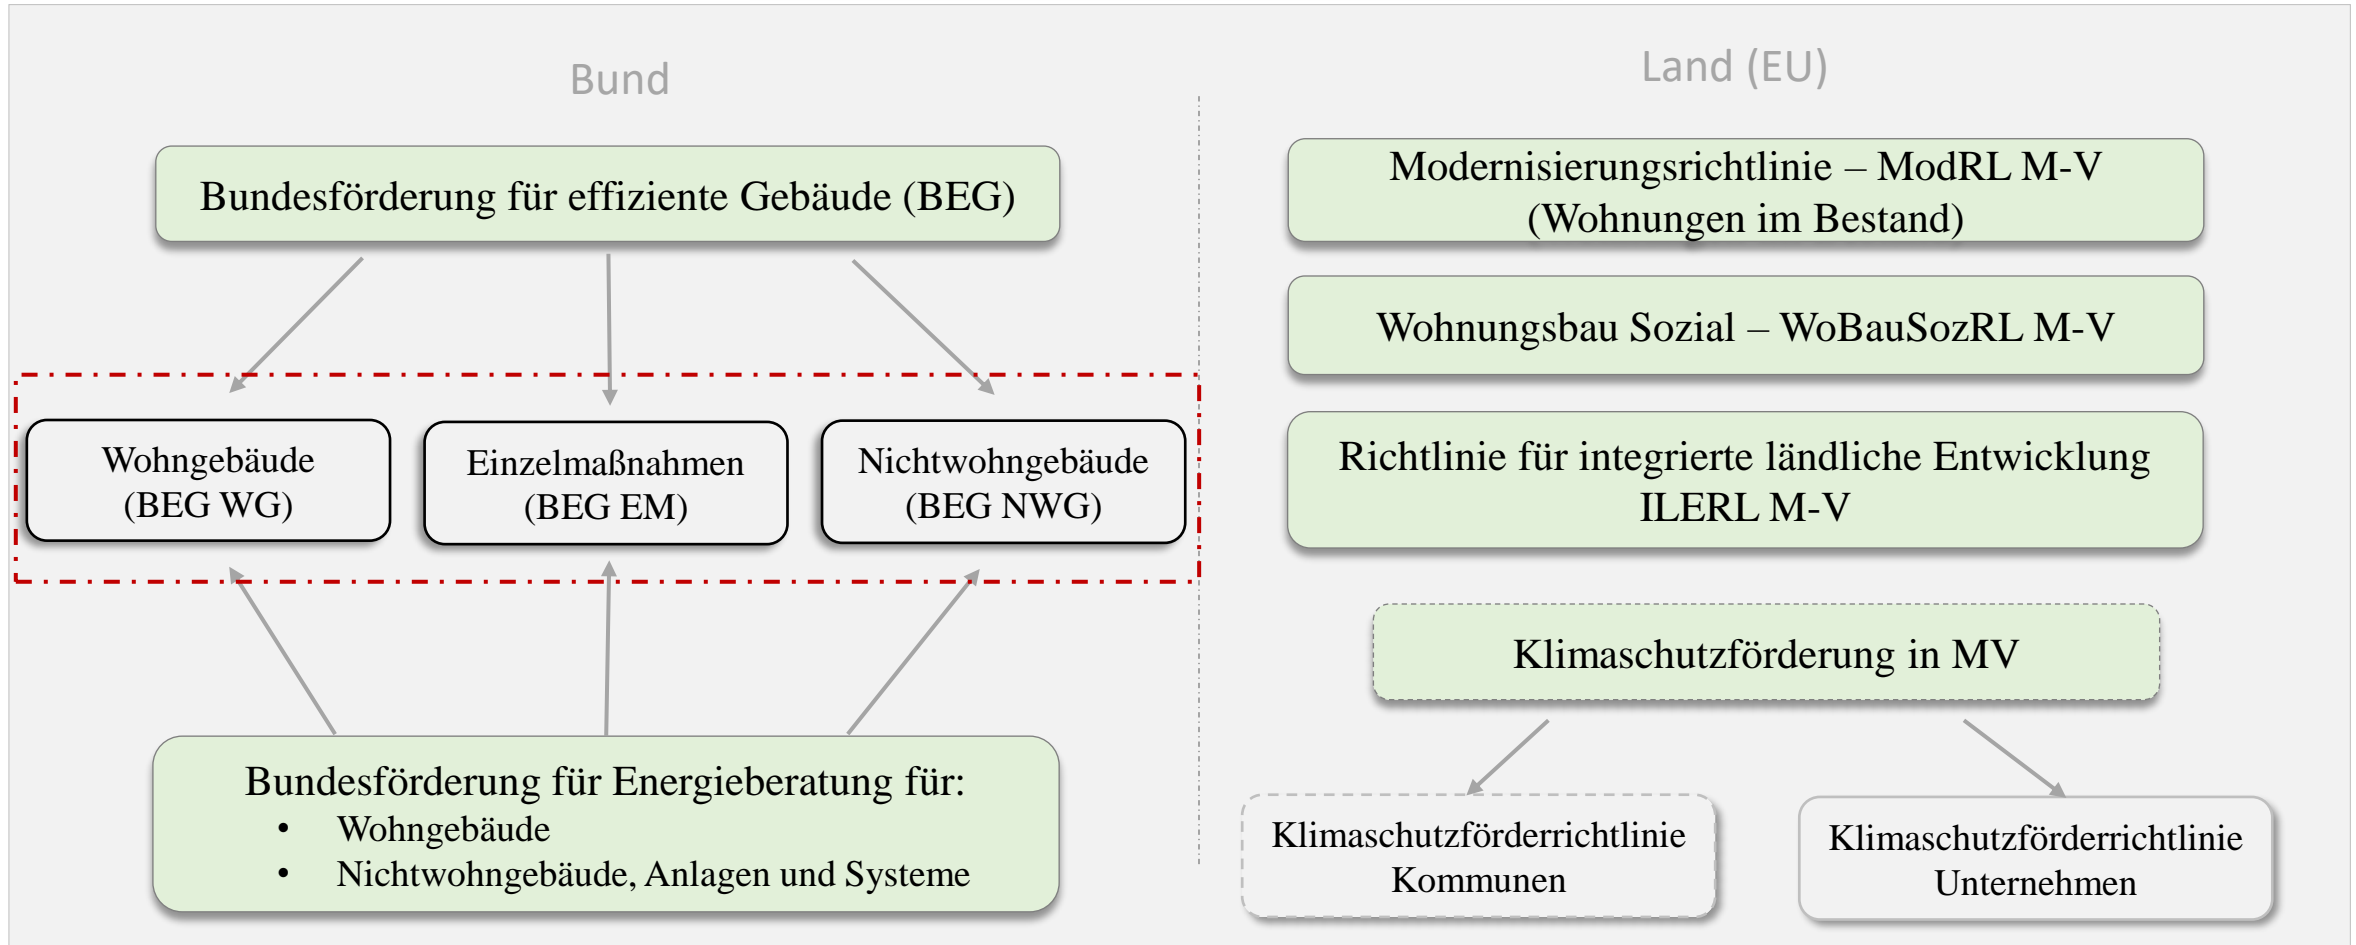 Bund
Bundesförderung für effiziente Gebäude (BEG)
Wohngebäude
(BEG WG)
Einzelmaßnahmen
(BEG EM)
Nichtwohngebäude
(BEG NWG)
Bundesförderung für Energieberatung für:
• Wohngebäude
• Nichtwohngebäude, Anlagen und Systeme
Land (EU)
Modernisierungsrichtlinie – ModRL M-V
(Wohnungen im Bestand)
Wohnungsbau Sozial – WoBauSozRL M-V
Richtlinie für integrierte ländliche Entwicklung
ILERL M-V
Klimaschutzförderung in MV
Klimaschutzförderrichtlinie
Kommunen
Klimaschutzförderrichtlinie
Unternehmen